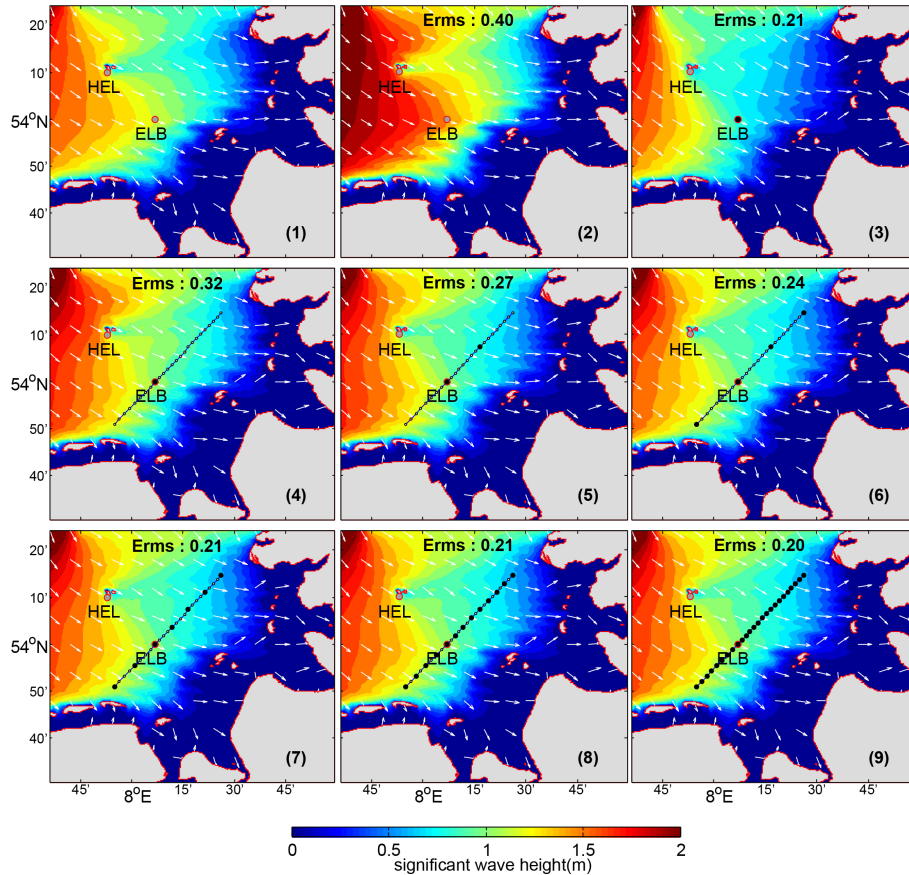 Erms : 0.40
Erms : 0.21
20'
10'
HEL
HEL
HEL
54°N
ELB
ELB
ELB
50'
40'
(1)
(2)
(3)
Erms : 0.32
Erms : 0.27
Erms : 0.24
20'
10'
HEL
HEL
HEL
54°N
ELB
ELB
ELB
50'
40'
(4)
(5)
(6)
Erms : 0.21
Erms : 0.21
Erms : 0.20
20'
10'
HEL
HEL
HEL
54°N
ELB
ELB
ELB
50'
40'
(7)
(8)
(9)
45' 8°E 15' 30' 45'
45' 8°E 15' 30' 45'
45' 8°E 15' 30' 45'
0 0.5 1 1.5 2
significant wave height(m)